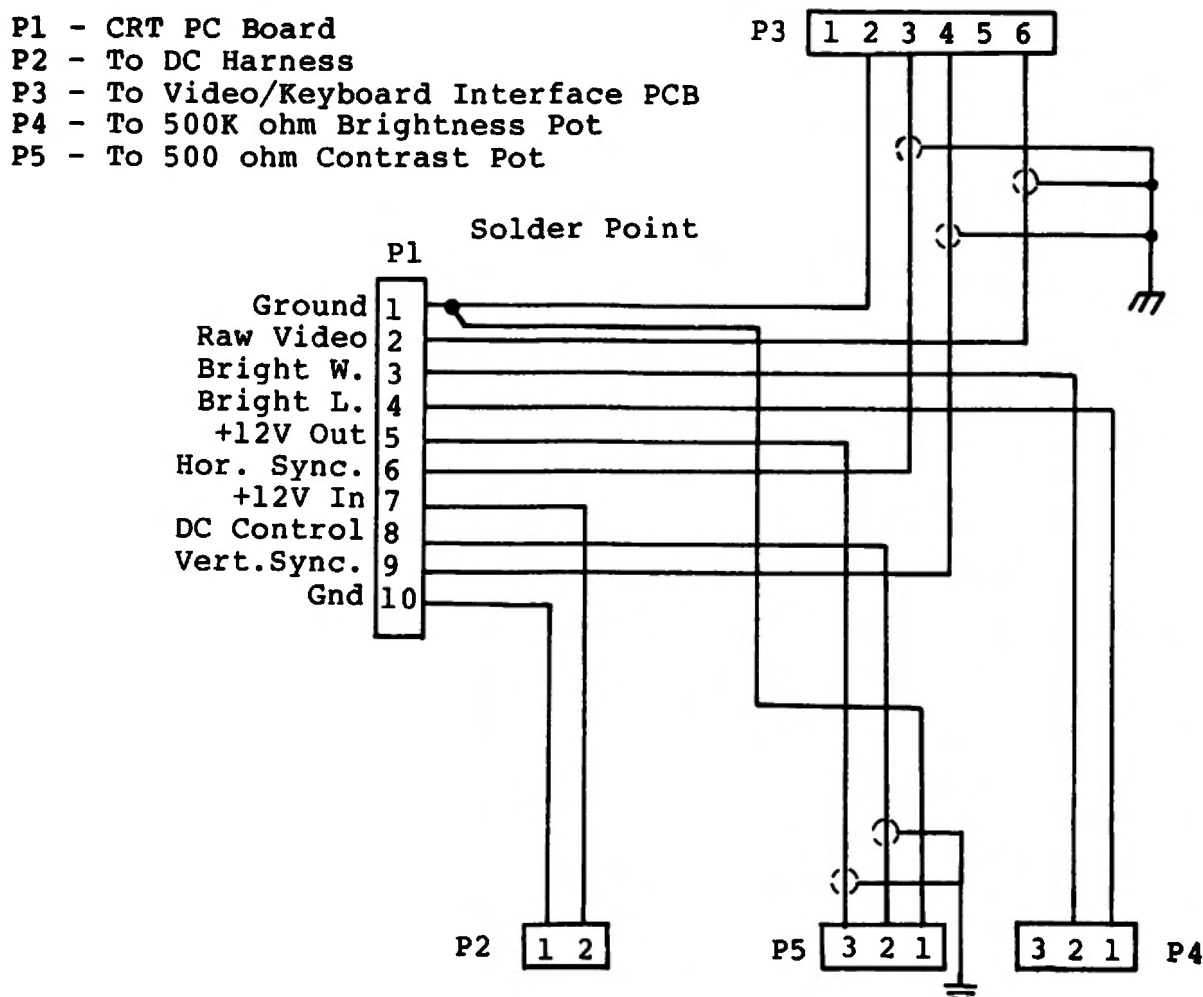 P1 - CRT PC Board
P2 - To DC Harness
P3 - To Video/Keyboard Interface PCB
P4 - To 500K ohm Brightness Pot
P5 - To 500 ohm Contrast Pot
P3 1 2 3 4 5 6
Solder Point
P1
Ground 1
Raw Video 2
Bright W. 3
Bright L. 4
+12V Out 5
Hor. Sync. 6
+12V In 7
DC Control 8
Vert.Sync. 9
Gnd 10
P2 1 2
P5 3 2 1
3 2 1 P4